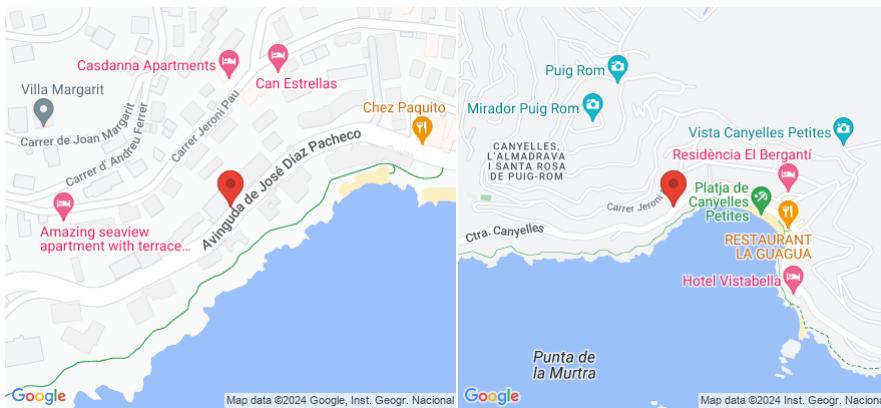 Casdanna Apartments
Can Estrellas
Villa Margarit
Chez Paquito
Carrer de Joan Margarit
Carrer d' Andreu Ferrer
Carrer Jeroni Pau
Avinguda de José Díaz Pacheco
Amazing seaview
apartment with terrace...
Google
Map data ©2024 Google, Inst. Geogr. Nacional
Puig Rom
Mirador Puig Rom
CANYELLES,
L'ALMADRAVA
I SANTA ROSA
DE PUIG-ROM
Vista Canyelles Petites
Residència El Bergantí
Carrer Jeroni
Platja de
Canyelles
Petites
Ctra. Canyelles
RESTAURANT
LA GUAGUA
Hotel Vistabella
Punta de
la Murtra
Google
Map data ©2024 Google, Inst. Geogr. Nacional